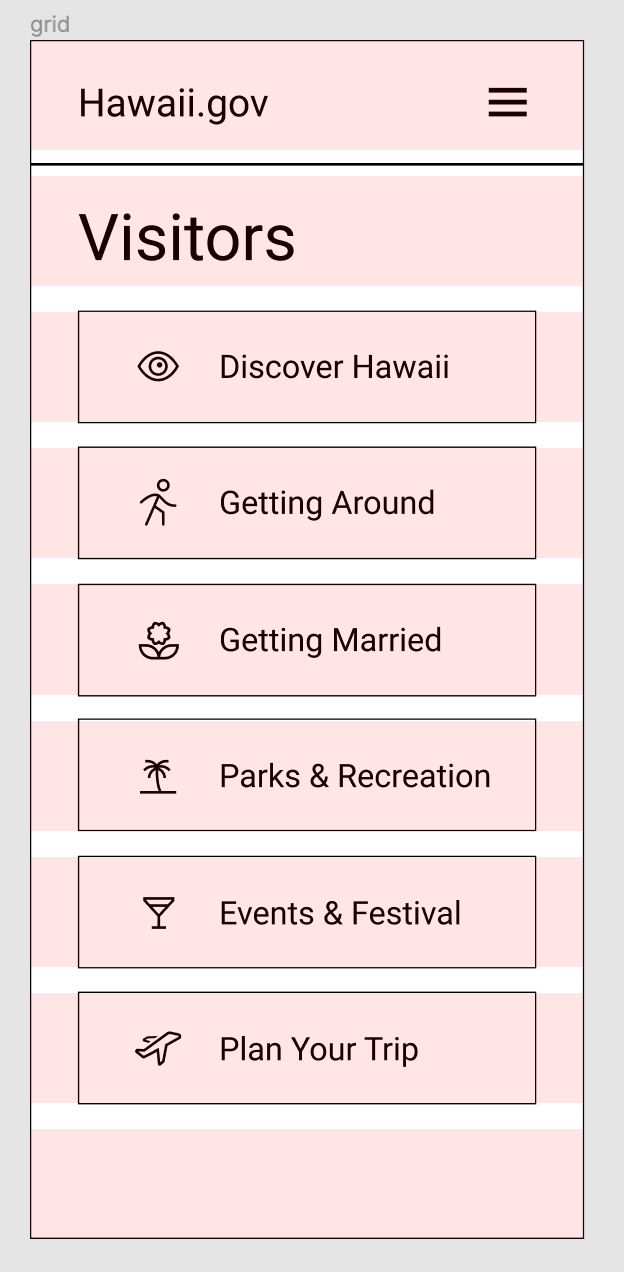 grid
Hawaii.gov
Visitors
Discover Hawaii
Getting Around
Getting Married
Parks & Recreation
Events & Festival
Plan Your Trip